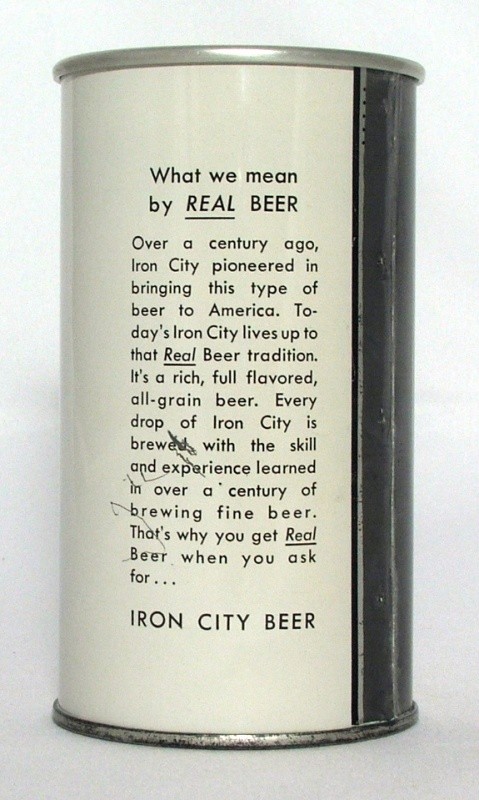 What we mean
by REAL BEER
Over a century ago,
Iron City pioneered in
bringing this type of
beer to America. To-
day's Iron City lives up to
that Real Beer tradition.
It's a rich, full flavored,
all-grain beer. Every
drop of Iron City is
brewed with the skill
and experience learned
in over a century of
brewing fine beer.
That's why you get Real
Beer when you ask
for...
IRON CITY BEER